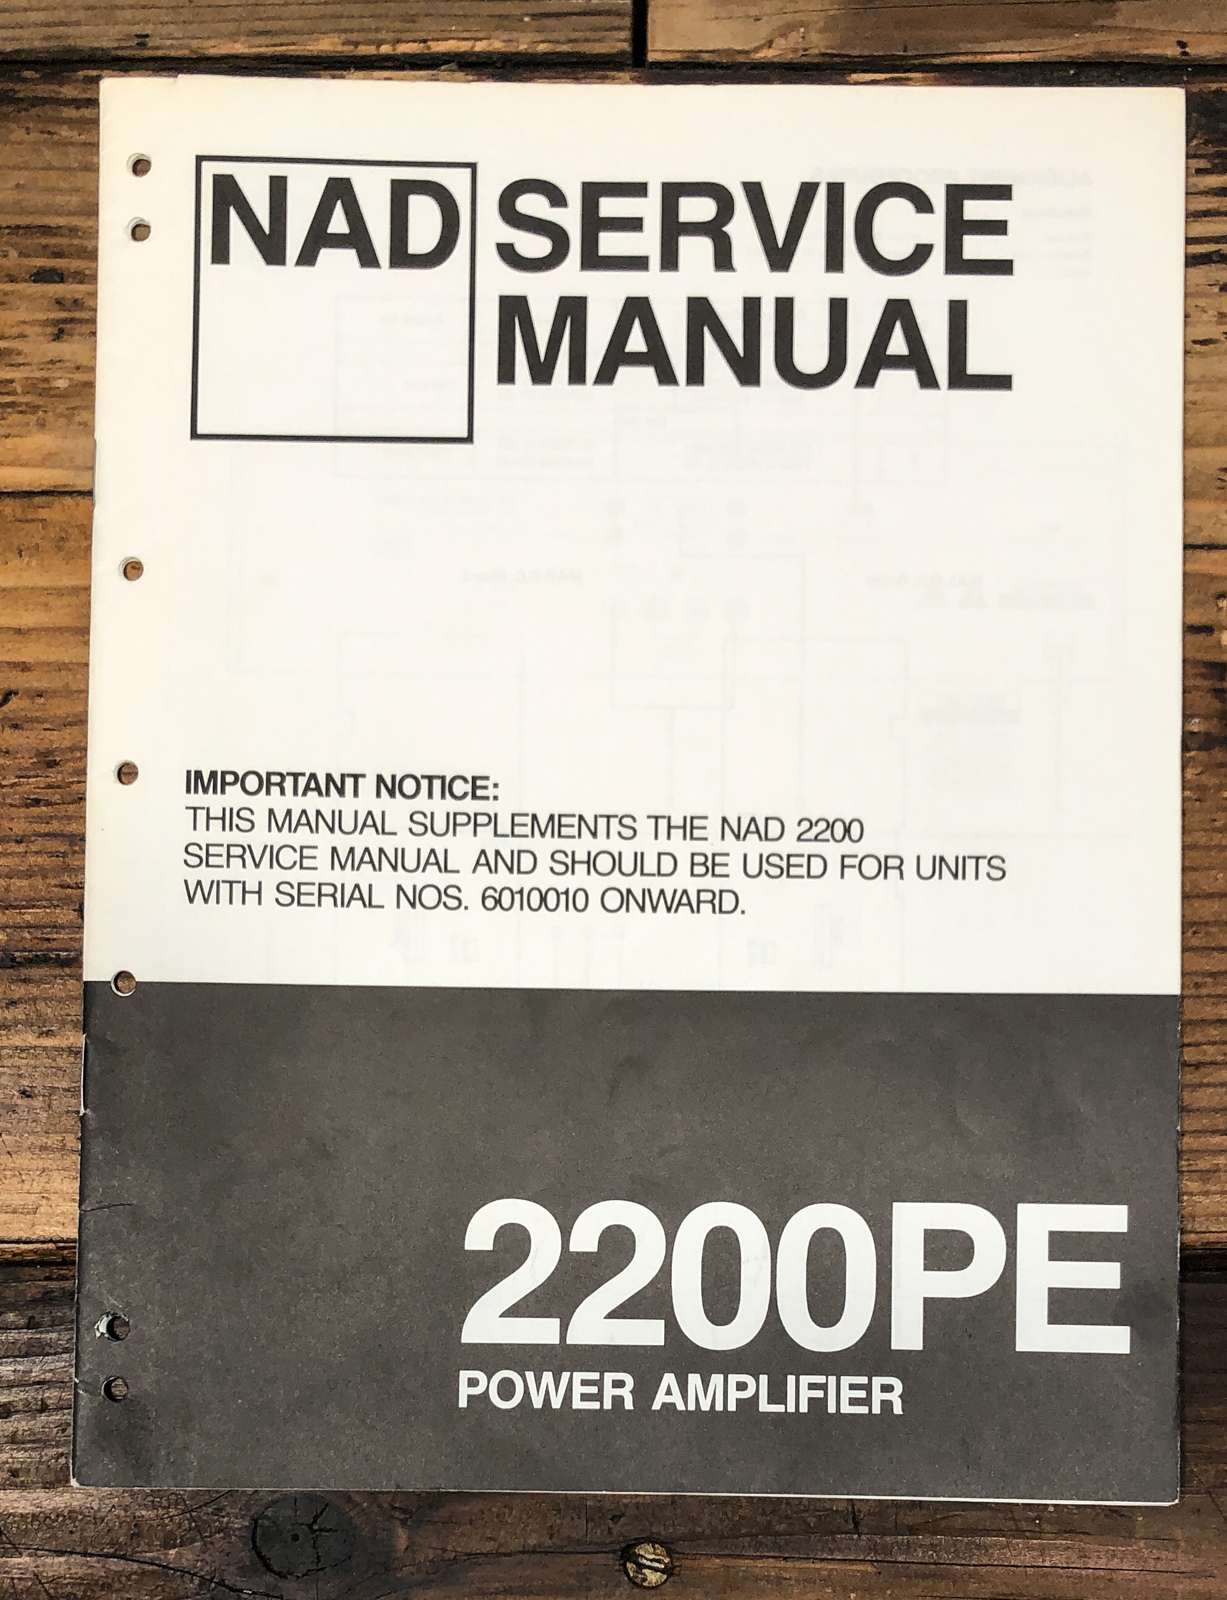 NAD SERVICE
MANUAL
IMPORTANT NOTICE:
THIS MANUAL SUPPLEMENTS THE NAD 2200
SERVICE MANUAL AND SHOULD BE USED FOR UNITS
WITH SERIAL NOS. 6010010 ONWARD.
2200PE
POWER AMPLIFIER